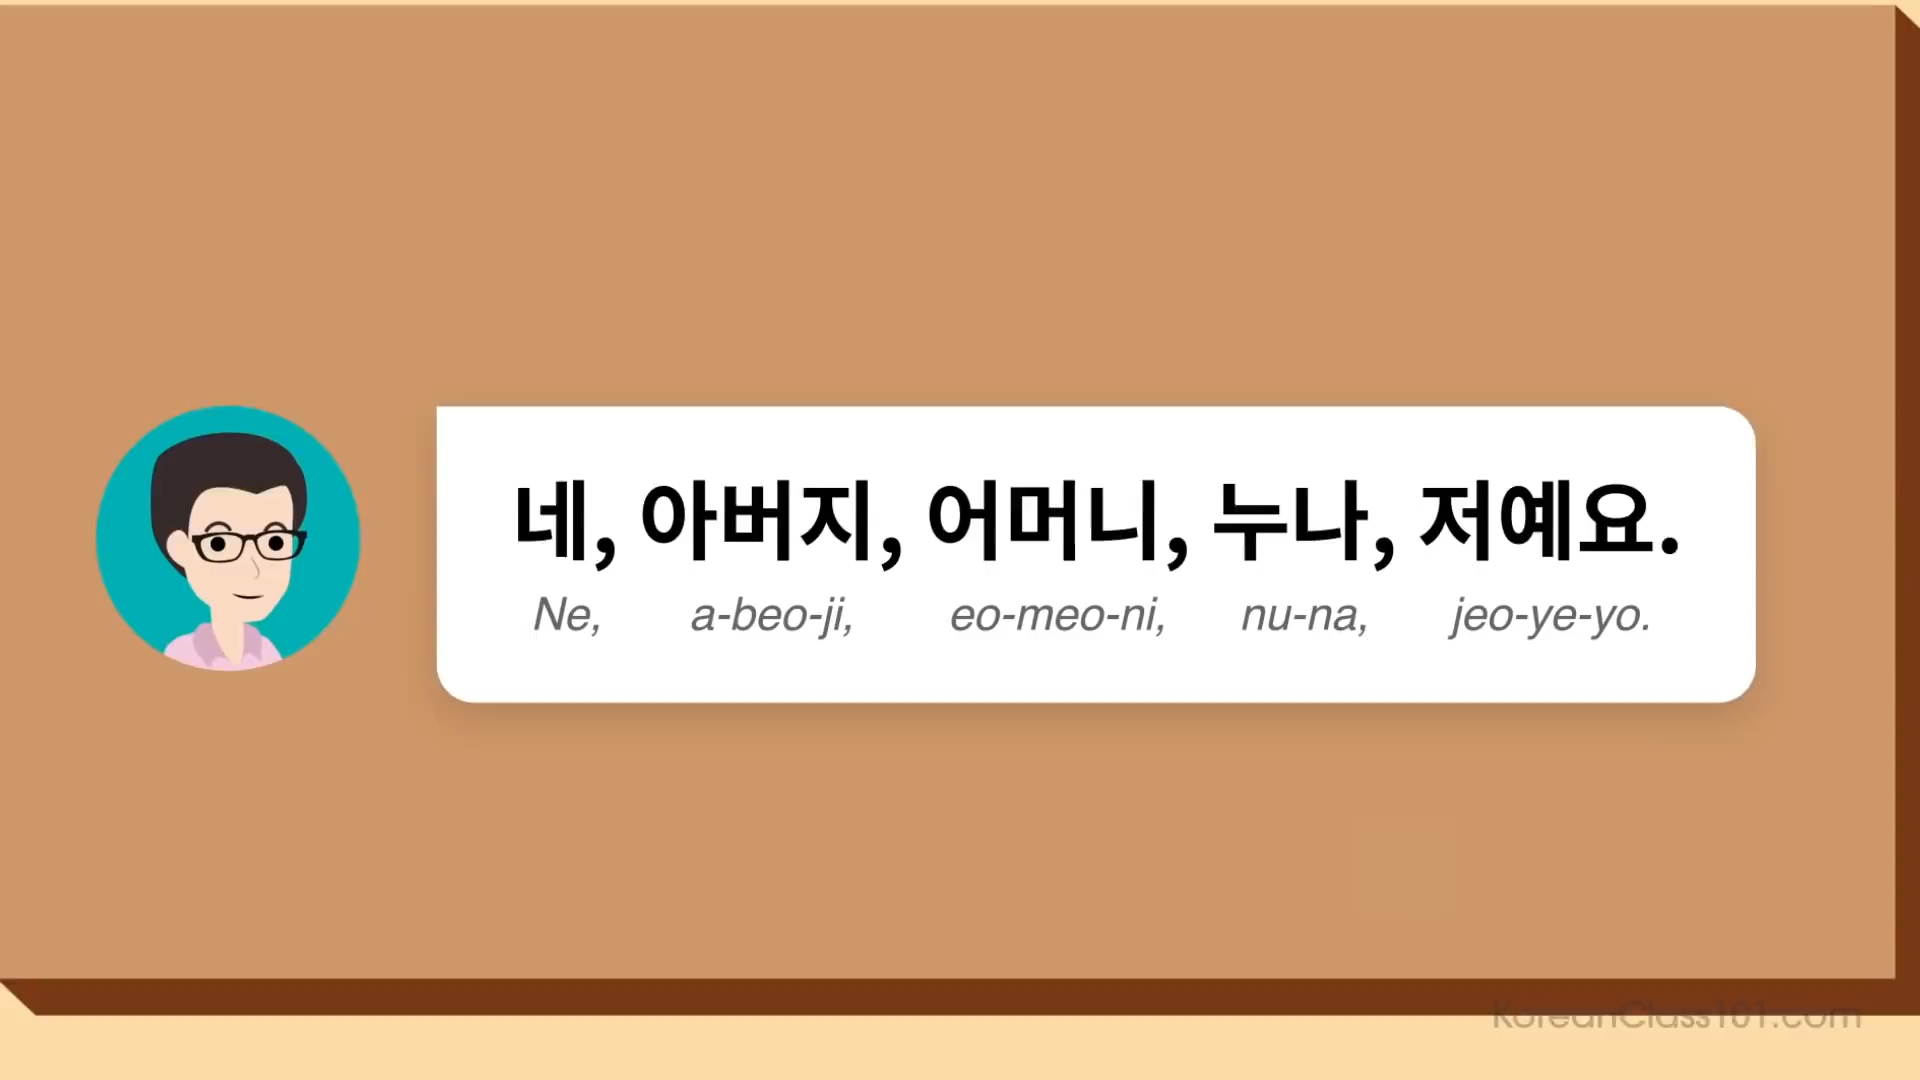 네, 아버지, 어머니, 누나, 저예요.
Ne, a-beo-ji, eo-meo-ni, nu-na, jeo-ye-yo.
KoreanClass101.com